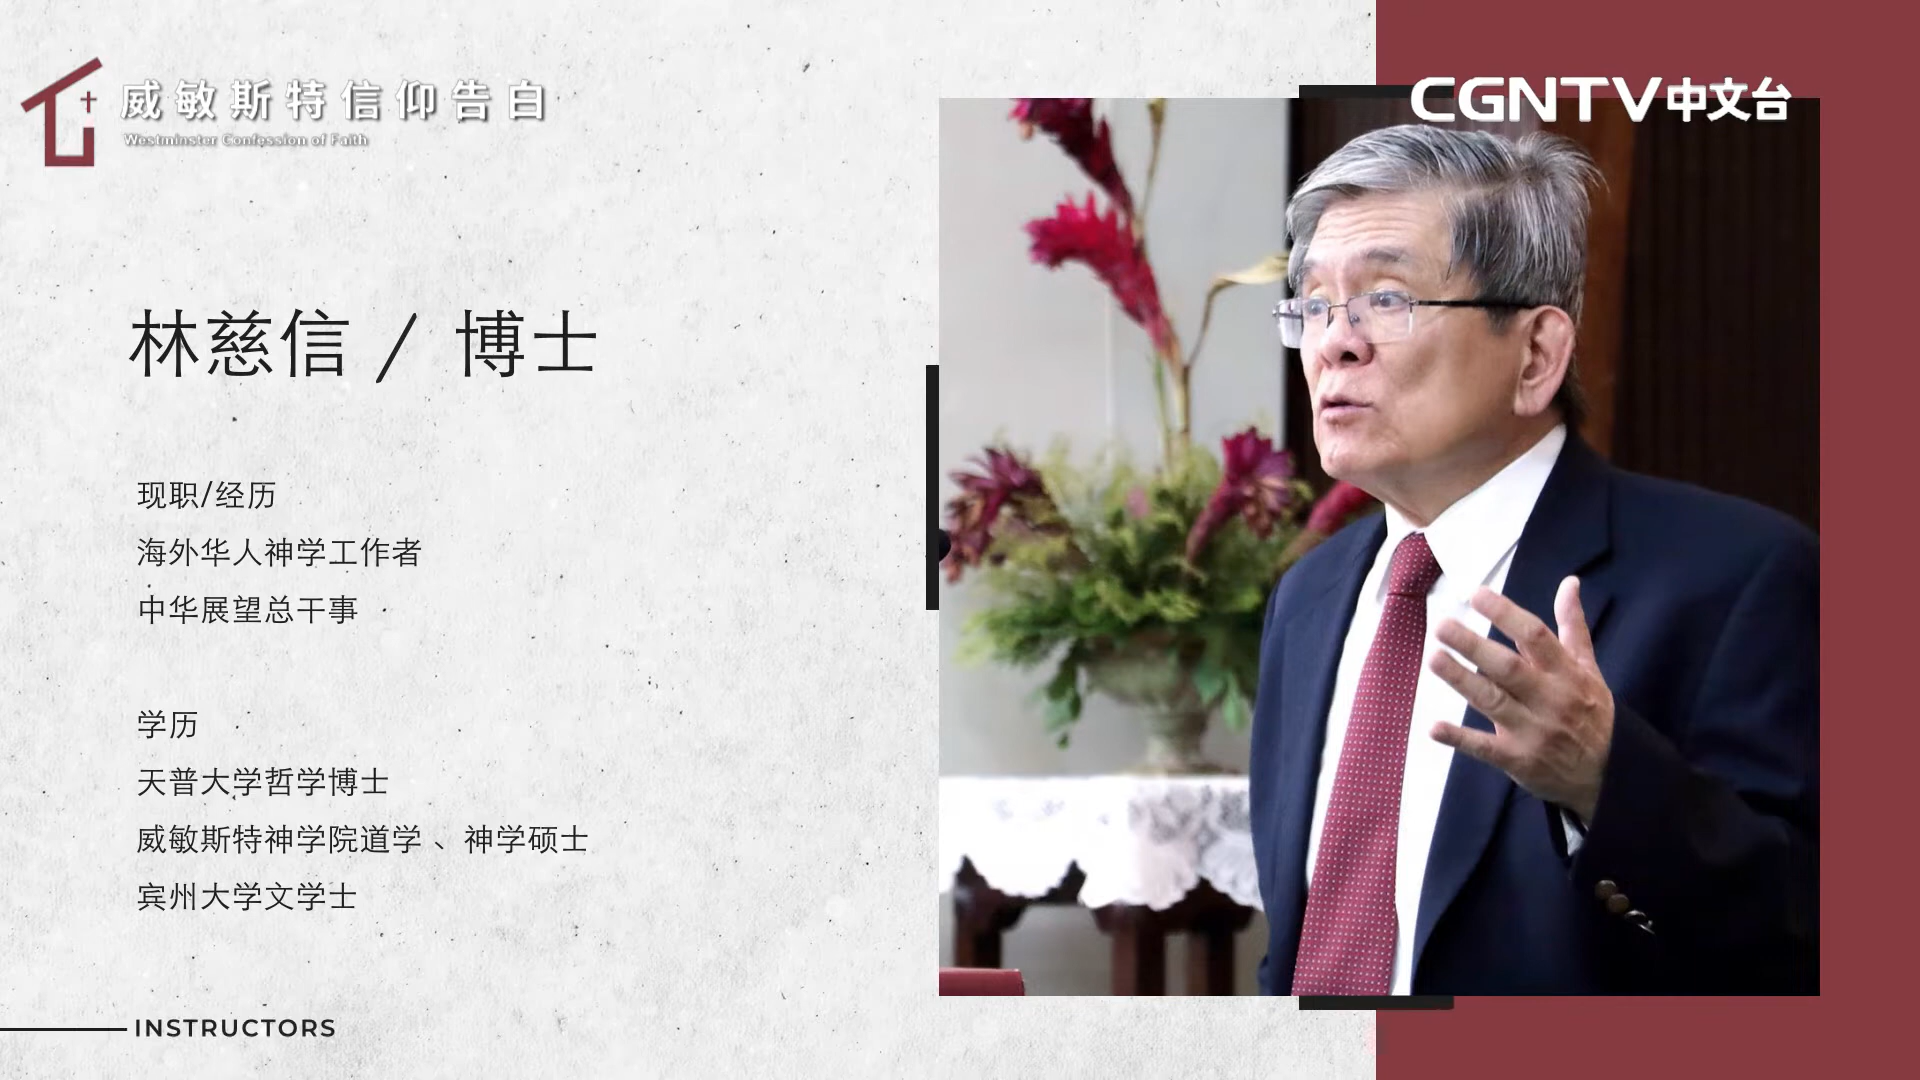 威敏斯特信仰告白
Westminster Confession of Faith
CGNTV中文台
林慈信 / 博士
现职/经历
海外华人神学工作者
中华展望总干事
学历
天普大学哲学博士
威敏斯特神学院道学 、神学硕士
宾州大学文学士
INSTRUCTORS